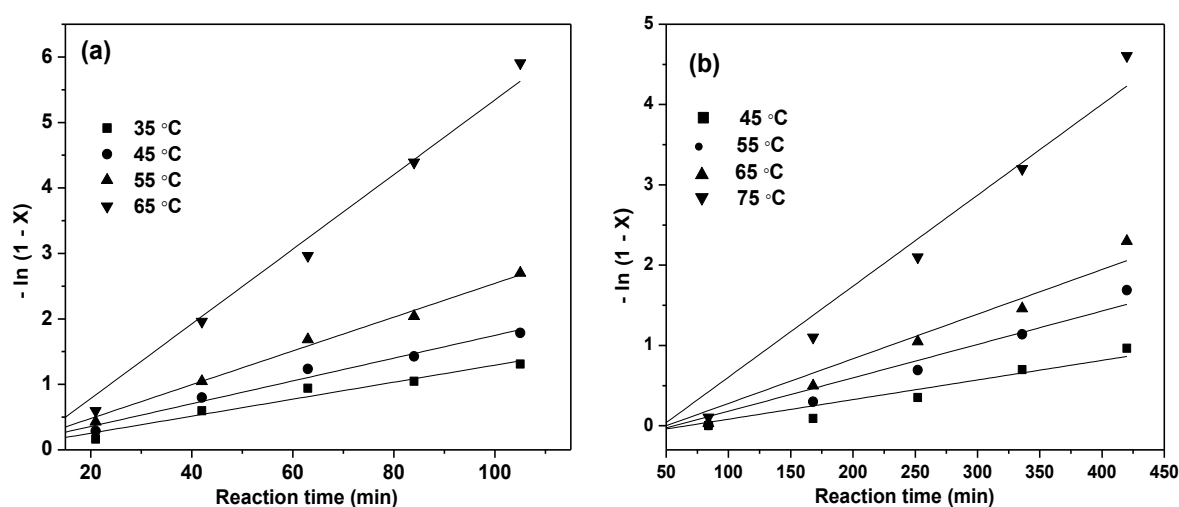 (a)
35 °C
45 °C
55 °C
65 °C
- ln (1 - X)
6
5
4
3
2
1
0
20 40 60 80 100
Reaction time (min)
(b)
45 °C
55 °C
65 °C
75 °C
- ln (1 - X)
5
4
3
2
1
0
50 100 150 200 250 300 350 400 450
Reaction time (min)